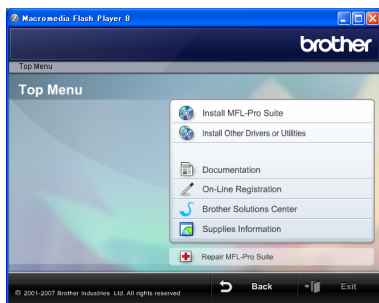 Macromedia Flash Player 8
brother
Top Menu
Top Menu
Install MFL-Pro Suite
Install Other Drivers or Utilities
Documentation
On-Line Registration
Brother Solutions Center
Supplies Information
Repair MFL-Pro Suite
© 2001-2007 Brother Industries Ltd. All rights reserved
Back
Exit